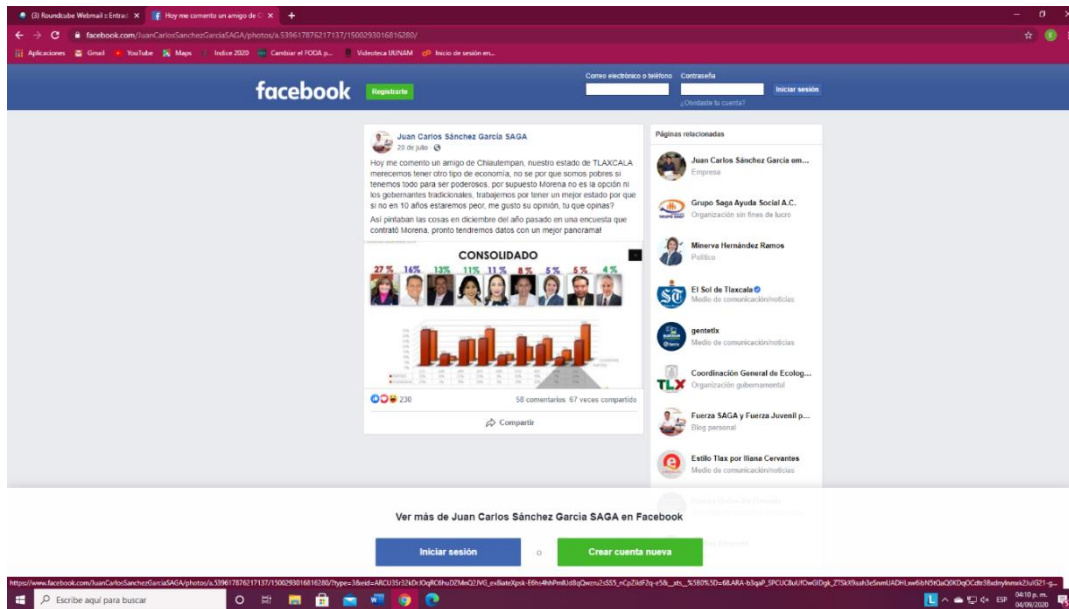 (3) Roundcube Webmail :: Entrad
Hoy me comento un amigo de C
facebook.com/JuanCarlosSanchezGarciaSAGA/photos/a.539617876217137/1500293016816280/
Aplicaciones
Gmail
YouTube
Maps
Indice 2020
Cambiar el FODA p...
Videoteca IJUNAM
Inicio de sesión en...
facebook
Registrarte
Correo electrónico o teléfono
Contraseña
Iniciar sesión
¿Olvidaste tu cuenta?
Juan Carlos Sánchez García SAGA
20 de julio
Hoy me comento un amigo de Chiautempan, nuestro estado de TLAXCALA
merecemos tener otro tipo de economía, no se por que somos pobres si
tenemos todo para ser poderosos, por supuesto Morena no es la opción ni
los gobernantes tradicionales, trabajemos por tener un mejor estado por que
si no en 10 años estaremos peor, me gusto su opinión, tu que opinas?
Así pintaban las cosas en diciembre del año pasado en una encuesta que
contrató Morena, pronto tendremos datos con un mejor panorama!
CONSOLIDADO
27% 16% 13% 11% 11% 8% 5% 5% 4%
230
58 comentarios 67 veces compartido
Compartir
Páginas relacionadas
Juan Carlos Sánchez García om...
Empresa
Grupo Saga Ayuda Social A.C.
Organización sin fines de lucro
Minerva Hernández Ramos
Político
El Sol de Tlaxcala
Medio de comunicación/noticias
gentetlx
Medio de comunicación/noticias
Coordinación General de Ecolog...
Organización gubernamental
TLX
Fuerza SAGA y Fuerza Juvenil p...
Blog personal
Estilo Tlax por Iliana Cervantes
Medio de comunicación/noticias
Ver más de Juan Carlos Sánchez García SAGA en Facebook
Iniciar sesión
o
Crear cuenta nueva
Escribe aquí para buscar
ESP
04:10 p. m.
04/09/2020